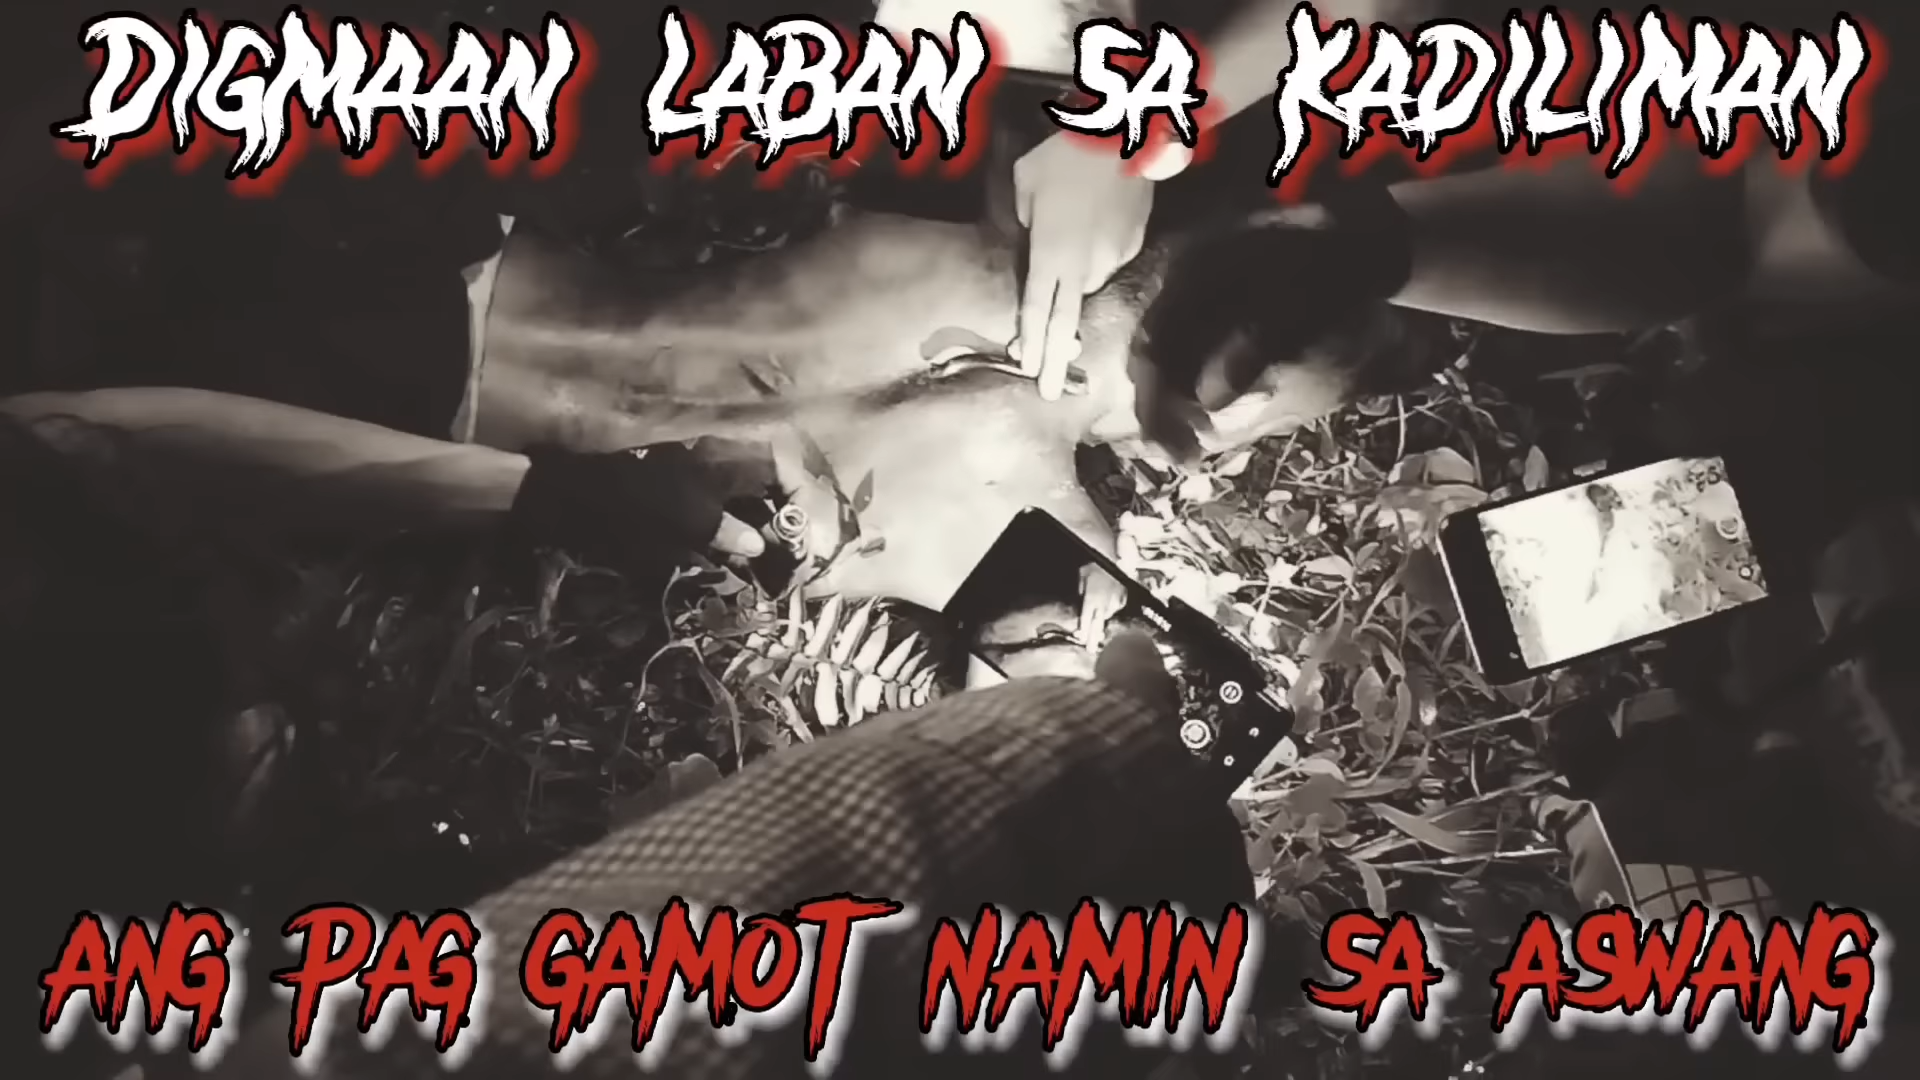 DIGMAAN LABAN SA KADILIMAN
ANG PAG GAMOT NAMIN SA ASWANG